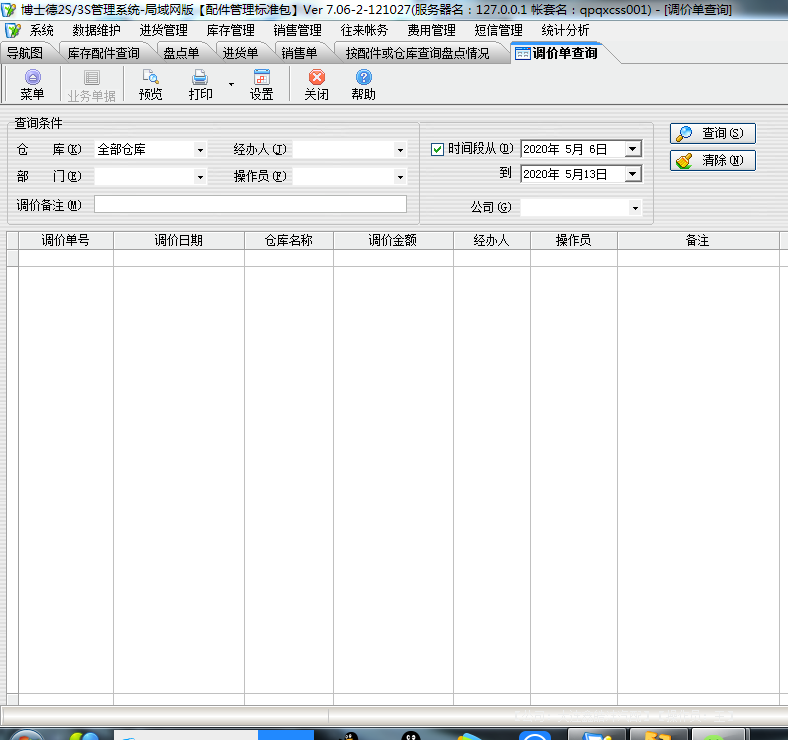 博士德2S/3S管理系统-局域网版【配件管理标准包】Ver 7.06-2-121027(服务器名：127.0.0.1 帐套名：qpqxcss001) - [调价单查询]
系统 数据维护 进货管理 库存管理 销售管理 往来帐务 费用管理 短信管理 统计分析
导航图 库存配件查询 盘点单 进货单 销售单 按配件或仓库查询盘点情况 调价单查询
菜单 业务单据 预览 打印 设置 关闭 帮助
查询条件
仓 库(K) 全部仓库 经办人(J) 时间段从(D) 2020年 5月 6日 查询(S)
部 门(E) 操作员(F) 到 2020年 5月13日 清除(N)
调价备注(M) 公司(G)
调价单号 调价日期 仓库名称 调价金额 经办人 操作员 备注